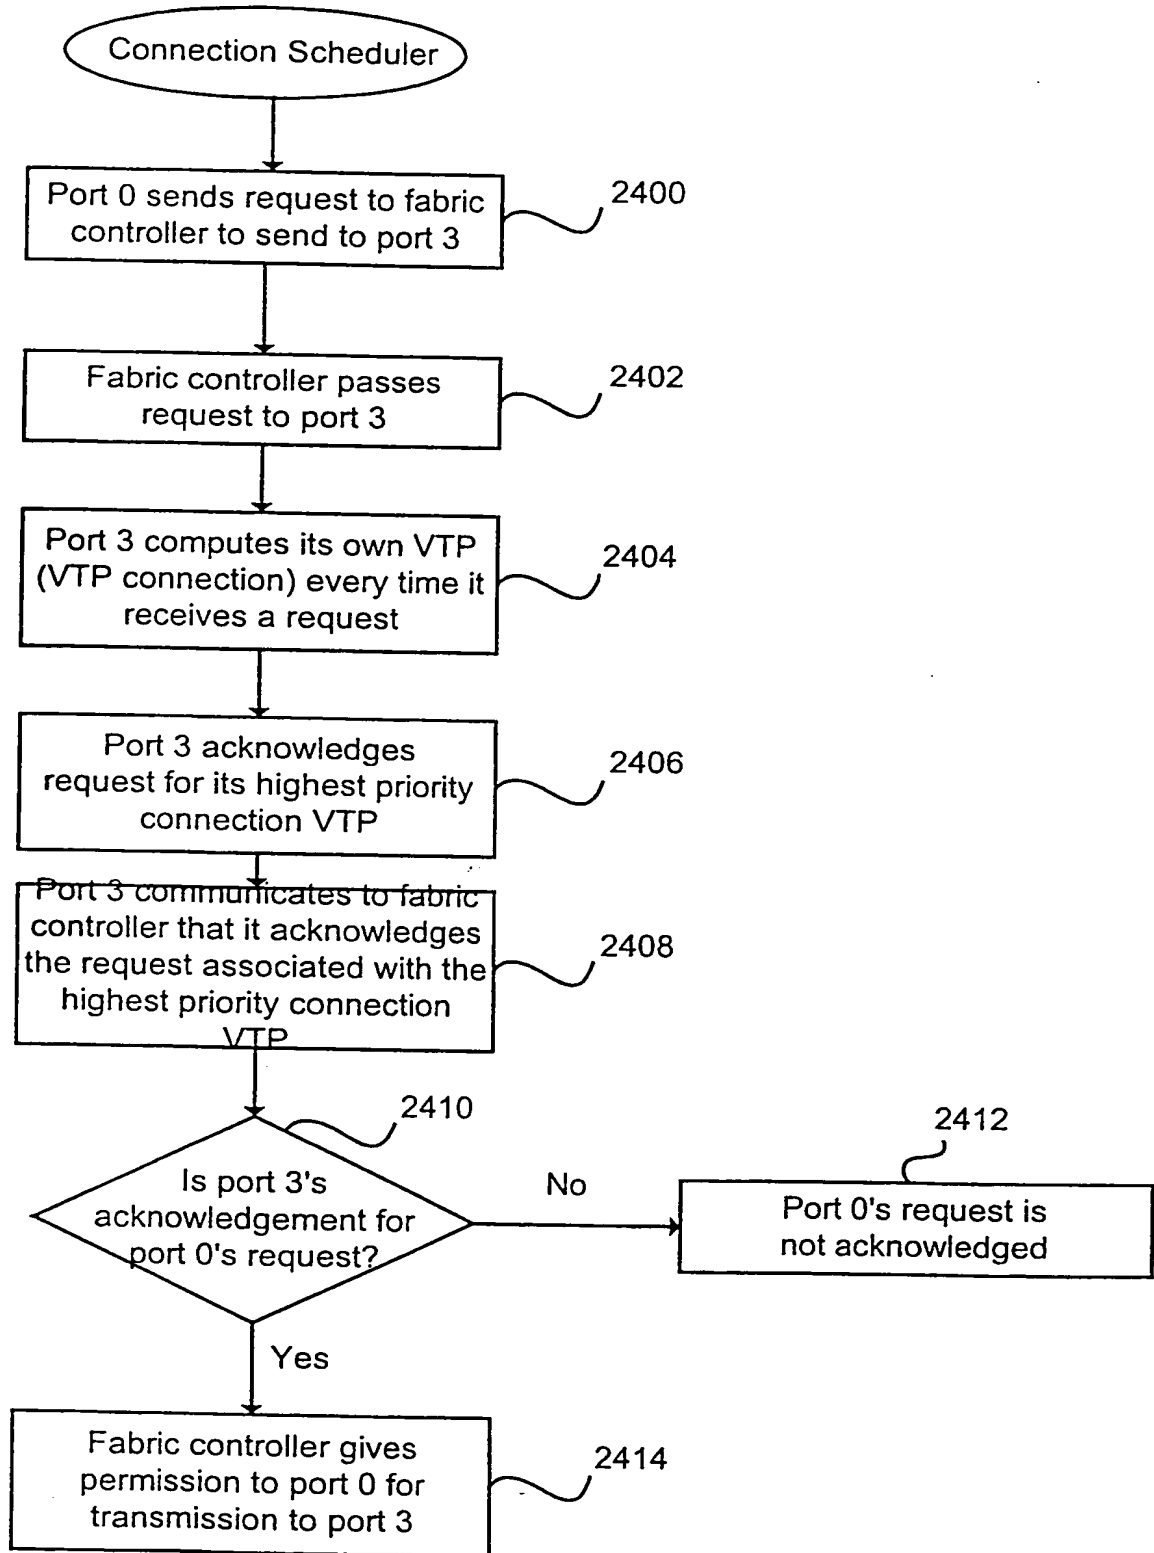 Connection Scheduler
Port 0 sends request to fabric
controller to send to port 3
2400
Fabric controller passes
request to port 3
2402
Port 3 computes its own VTP
(VTP connection) every time it
receives a request
2404
Port 3 acknowledges
request for its highest priority
connection VTP
2406
Port 3 communicates to fabric
controller that it acknowledges
the request associated with the
highest priority connection
VTP
2408
2410
Is port 3's
acknowledgement for
port 0's request?
No
2412
Port 0's request is
not acknowledged
Yes
Fabric controller gives
permission to port 0 for
transmission to port 3
2414